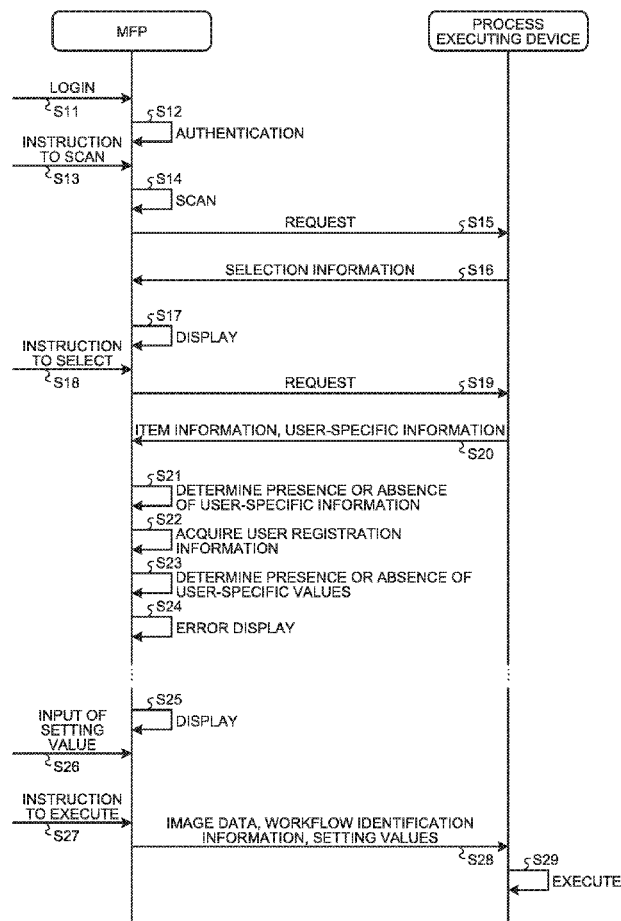 MFP
PROCESS
EXECUTING DEVICE
LOGIN
S11
S12
AUTHENTICATION
INSTRUCTION
TO SCAN
S13
S14
SCAN
REQUEST
S15
SELECTION INFORMATION
S16
S17
DISPLAY
INSTRUCTION
TO SELECT
S18
REQUEST
S19
ITEM INFORMATION, USER-SPECIFIC INFORMATION
S20
S21
DETERMINE PRESENCE OR ABSENCE
OF USER-SPECIFIC INFORMATION
S22
ACQUIRE USER REGISTRATION
INFORMATION
S23
DETERMINE PRESENCE OR ABSENCE OF
USER-SPECIFIC VALUES
S24
ERROR DISPLAY
S25
DISPLAY
INPUT OF
SETTING
VALUE
S26
INSTRUCTION
TO EXECUTE
S27
IMAGE DATA, WORKFLOW IDENTIFICATION
INFORMATION, SETTING VALUES
S28
S29
EXECUTE